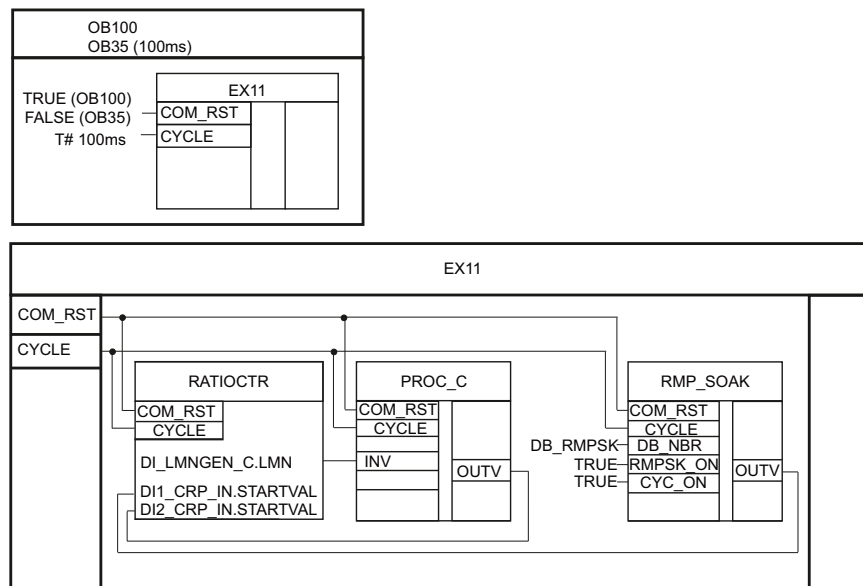 OB100
OB35 (100ms)
EX11
TRUE (OB100)
FALSE (OB35)
COM_RST
T# 100ms
CYCLE
EX11
COM_RST
CYCLE
RATIOCTR
COM_RST
CYCLE
DI_LMNGEN_C.LMN
DI1_CRP_IN.STARTVAL
DI2_CRP_IN.STARTVAL
PROC_C
COM_RST
CYCLE
INV
OUTV
RMP_SOAK
COM_RST
CYCLE
DB_RMPSK DB_NBR
TRUE RMPSK_ON
TRUE CYC_ON
OUTV